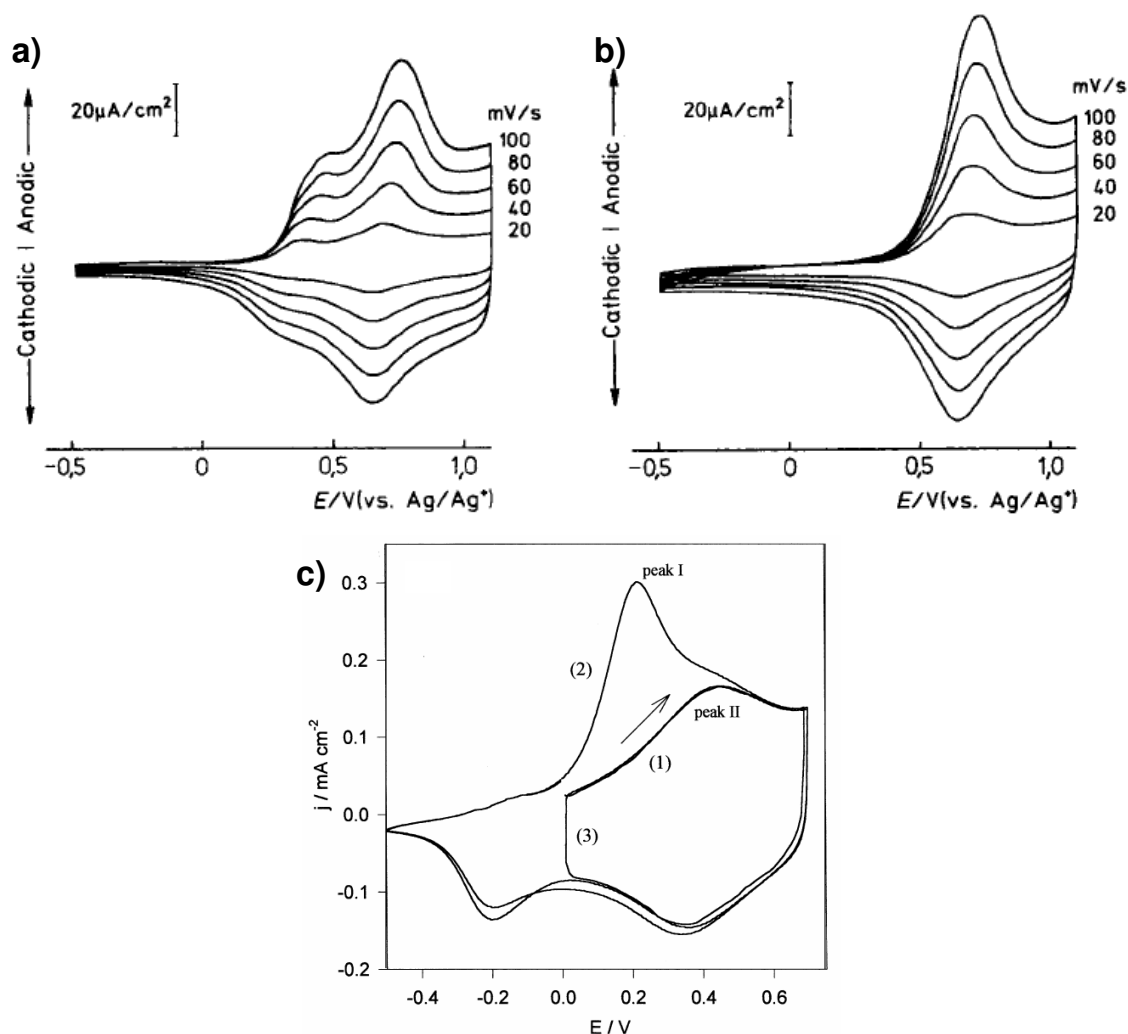 a)
20µA/cm²
Cathodic | Anodic
mV/s
100
80
60
40
20
-0,5 0 0,5 1,0
E/V(vs. Ag/Ag⁺)
b)
20µA/cm²
Cathodic | Anodic
mV/s
100
80
60
40
20
-0,5 0 0,5 1,0
E/V(vs. Ag/Ag⁺)
c)
peak I
(2)
peak II
(1)
(3)
j / mA cm⁻²
0.3
0.2
0.1
0.0
-0.1
-0.2
-0.4 -0.2 0.0 0.2 0.4 0.6
E / V